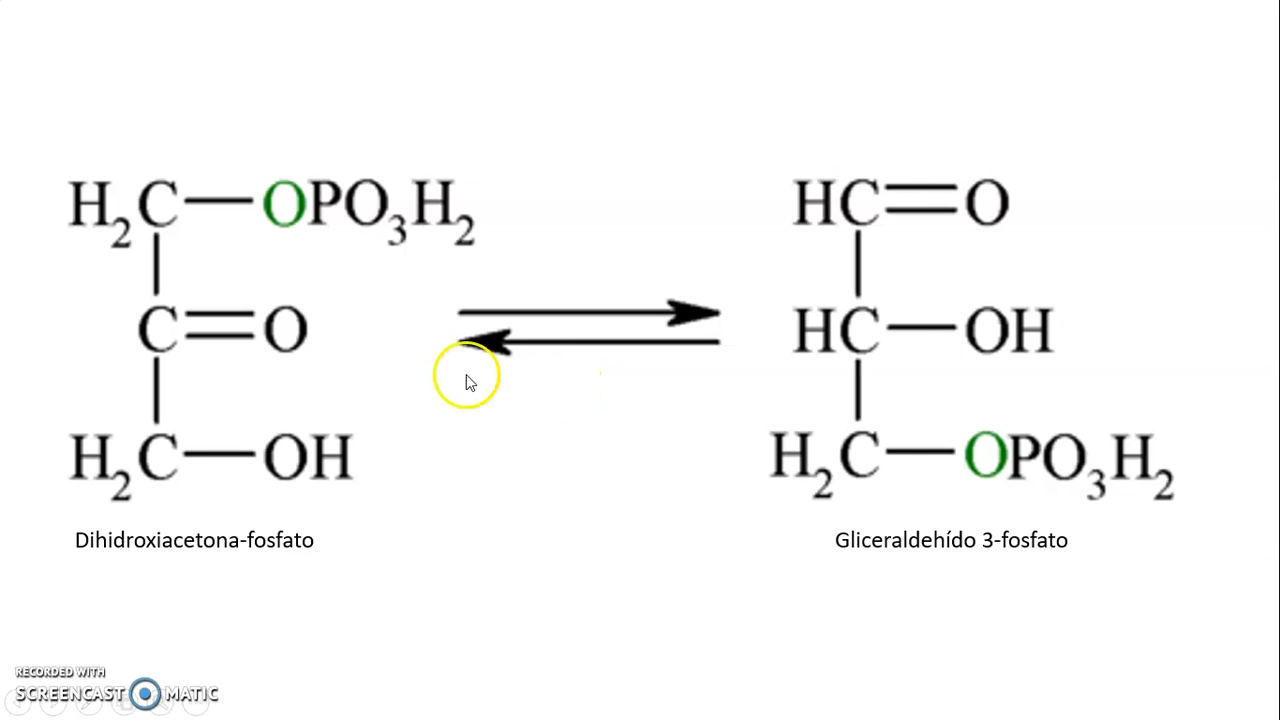 H₂C—OPO₃H₂
C=O
H₂C—OH
Dihidroxiacetona-fosfato
HC=O
HC—OH
H₂C—OPO₃H₂
Gliceraldehído 3-fosfato
RECORDED WITH
SCREENCAST MATIC